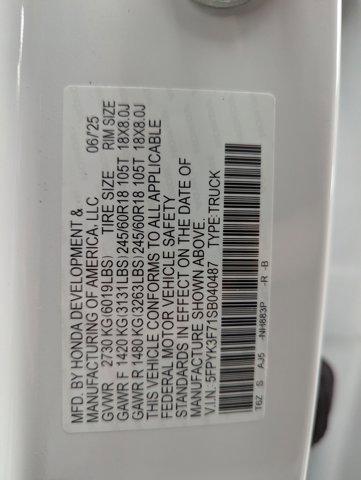 MFD. BY HONDA DEVELOPMENT &
MANUFACTURING OF AMERICA, LLC. 06/25
GVWR 2730 KG(6019LBS) TIRE SIZE RIM SIZE
GAWR F 1420 KG(3131LBS) 245/60R18 105T 18X8.0J
GAWR R 1480 KG(3263LBS) 245/60R18 105T 18X8.0J
THIS VEHICLE CONFORMS TO ALL APPLICABLE
FEDERAL MOTOR VEHICLE SAFETY
STANDARDS IN EFFECT ON THE DATE OF
MANUFACTURE SHOWN ABOVE.
V.I.N.:5FPYK3F71SB040487 TYPE:TRUCK
T6Z S AJ5 -NH883P -R -B